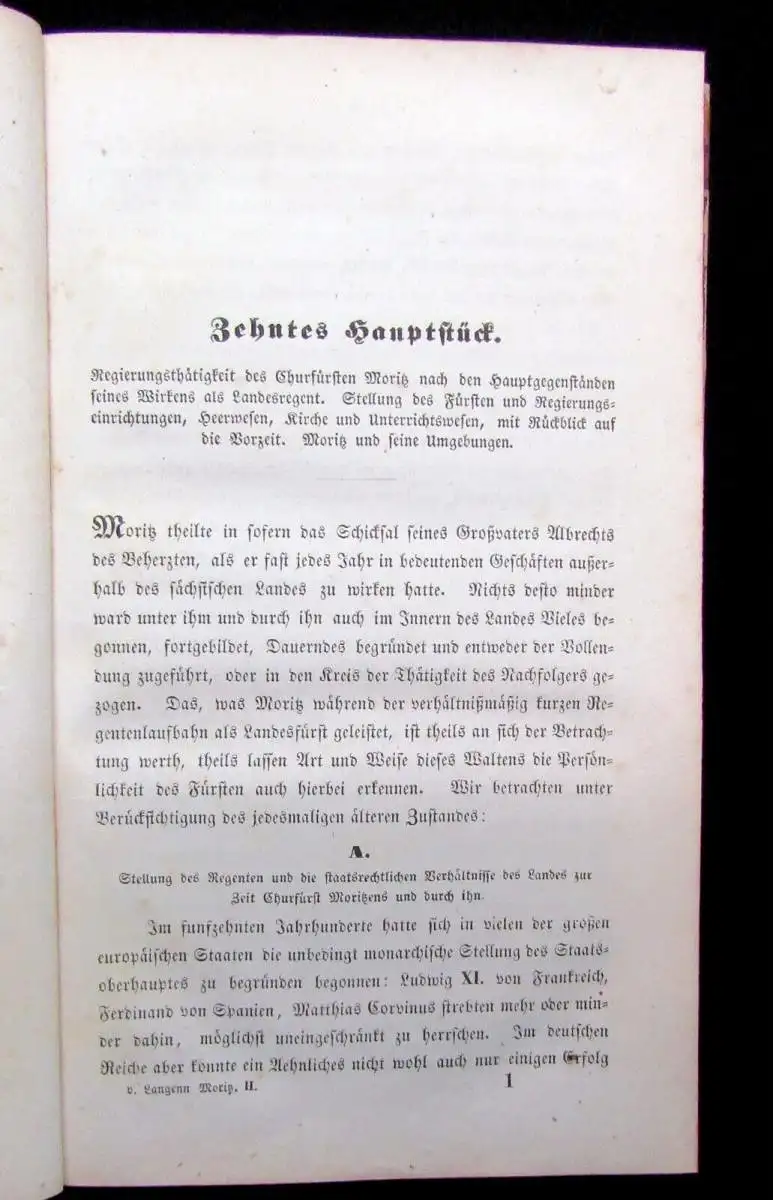 Zehntes Hauptstück.
Regierungsthätigkeit des Churfürsten Moritz nach den Hauptgegenständen
seines Wirkens als Landesregent. Stellung des Fürsten und Regierungs-
einrichtungen, Heerwesen, Kirche und Unterrichtswesen, mit Rückblick auf
die Vorzeit. Moritz und seine Umgebungen.
Moritz theilte in sofern das Schicksal seines Großvaters Albrechts
des Beherzten, als er fast jedes Jahr in bedeutenden Geschäften außer-
halb des sächsischen Landes zu wirken hatte. Nichts desto minder
ward unter ihm und durch ihn auch im Innern des Landes Vieles be-
gonnen, fortgebildet, Dauerndes begründet und entweder der Vollen-
dung zugeführt, oder in den Kreis der Thätigkeit des Nachfolgers ge-
zogen. Das, was Moritz während der verhältnißmäßig kurzen Re-
gentenlaufbahn als Landesfürst geleistet, ist theils an sich der Betrach-
tung werth, theils lassen Art und Weise dieses Waltens die Persön-
lichkeit des Fürsten auch hierbei erkennen. Wir betrachten unter
Berücksichtigung des jedesmaligen älteren Zustandes:
A.
Stellung des Regenten und die staatsrechtlichen Verhältnisse des Landes zur
Zeit Churfürst Moritzens und durch ihn.
Im funfzehnten Jahrhunderte hatte sich in vielen der großen
europäischen Staaten die unbedingt monarchische Stellung des Staats-
oberhauptes zu begründen begonnen: Ludwig XI. von Frankreich,
Ferdinand von Spanien, Matthias Corvinus strebten mehr oder min-
der dahin, möglichst uneingeschränkt zu herrschen. Im deutschen
Reiche aber konnte ein Aehnliches nicht wohl auch nur einigen Erfolg
v. Langenn Moritz. II. 1